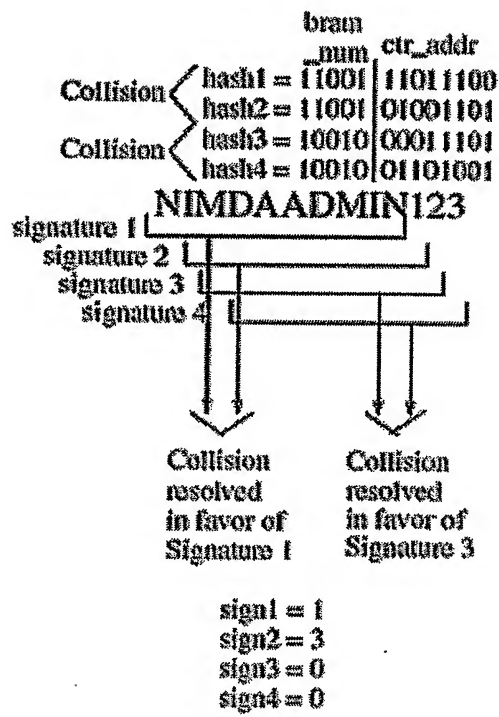 bram
_num ctr_addr
Collision hash1 = 11001 11011100
hash2 = 11001 01001101
Collision hash3 = 10010 00011101
hash4 = 10010 01101001
NIMDAADMIN123
signature 1
signature 2
signature 3
signature 4
Collision resolved in favor of Signature 1
Collision resolved in favor of Signature 3
sign1 = 1
sign2 = 3
sign3 = 0
sign4 = 0